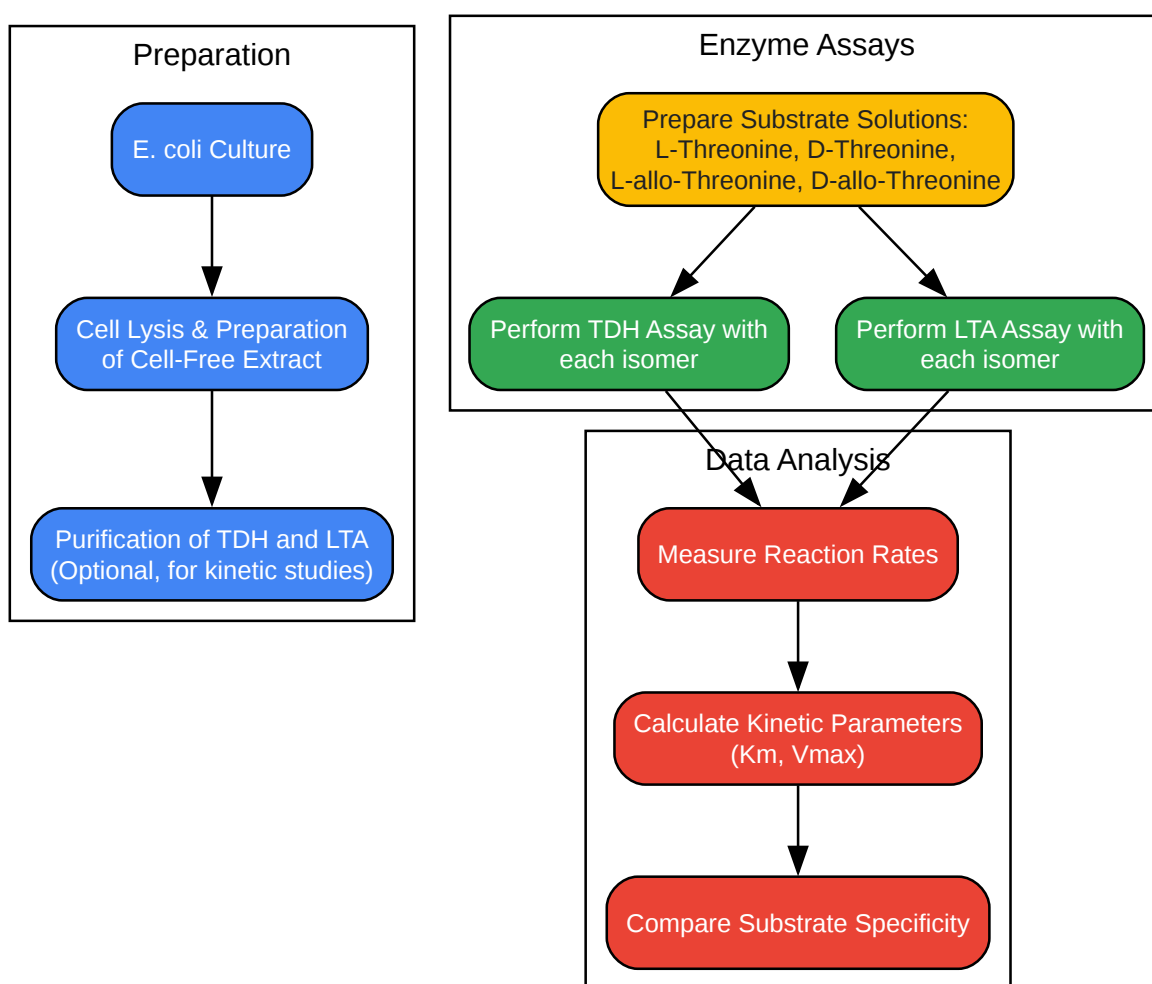 Preparation
E. coli Culture
Cell Lysis & Preparation
of Cell-Free Extract
Purification of TDH and LTA
(Optional, for kinetic studies)
Enzyme Assays
Prepare Substrate Solutions:
L-Threonine, D-Threonine,
L-allo-Threonine, D-allo-Threonine
Perform TDH Assay with
each isomer
Perform LTA Assay with
each isomer
Data Analysis
Measure Reaction Rates
Calculate Kinetic Parameters
(Km, Vmax)
Compare Substrate Specificity